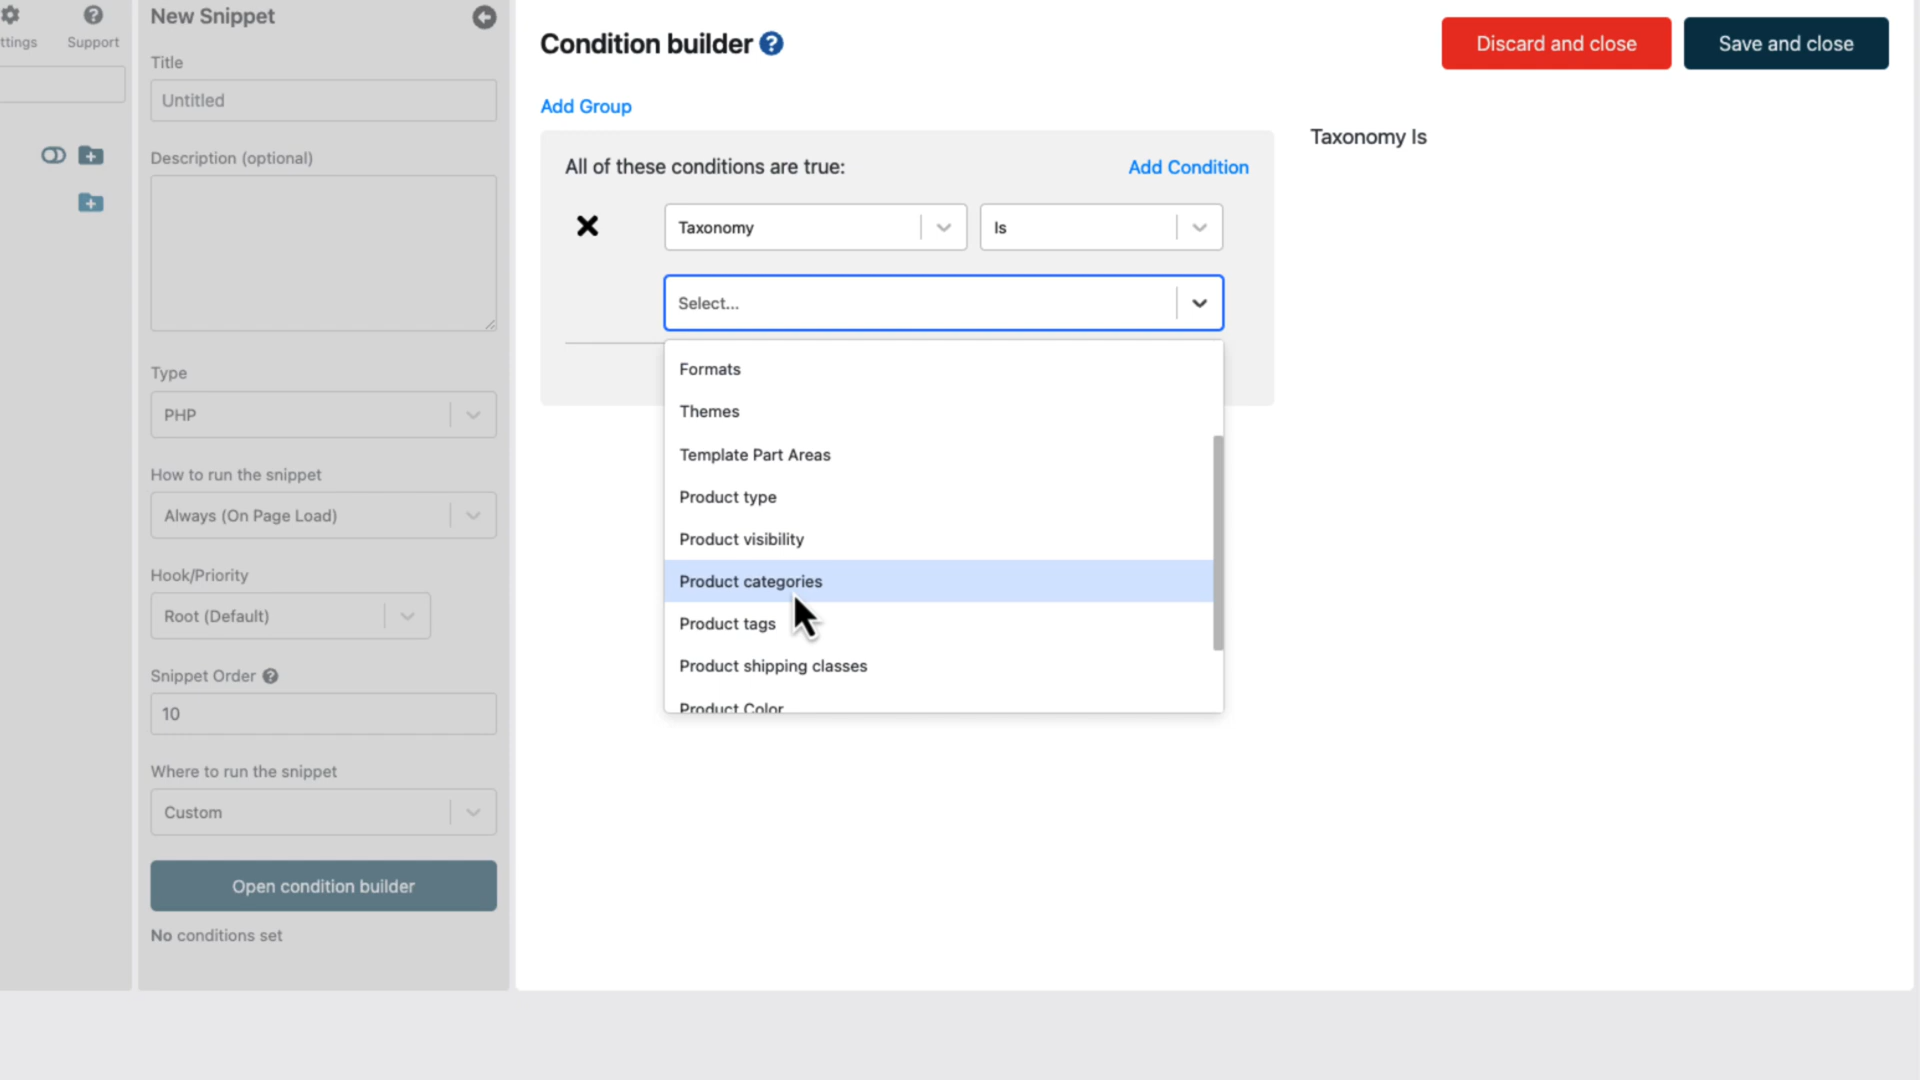 ttings
Support
New Snippet
Title
Untitled
Description (optional)
Type
PHP
How to run the snippet
Always (On Page Load)
Hook/Priority
Root (Default)
Snippet Order
10
Where to run the snippet
Custom
Open condition builder
No conditions set
Condition builder
Discard and close
Save and close
Add Group
All of these conditions are true:
Add Condition
Taxonomy
Is
Select...
Formats
Themes
Template Part Areas
Product type
Product visibility
Product categories
Product tags
Product shipping classes
Product Color
Taxonomy Is